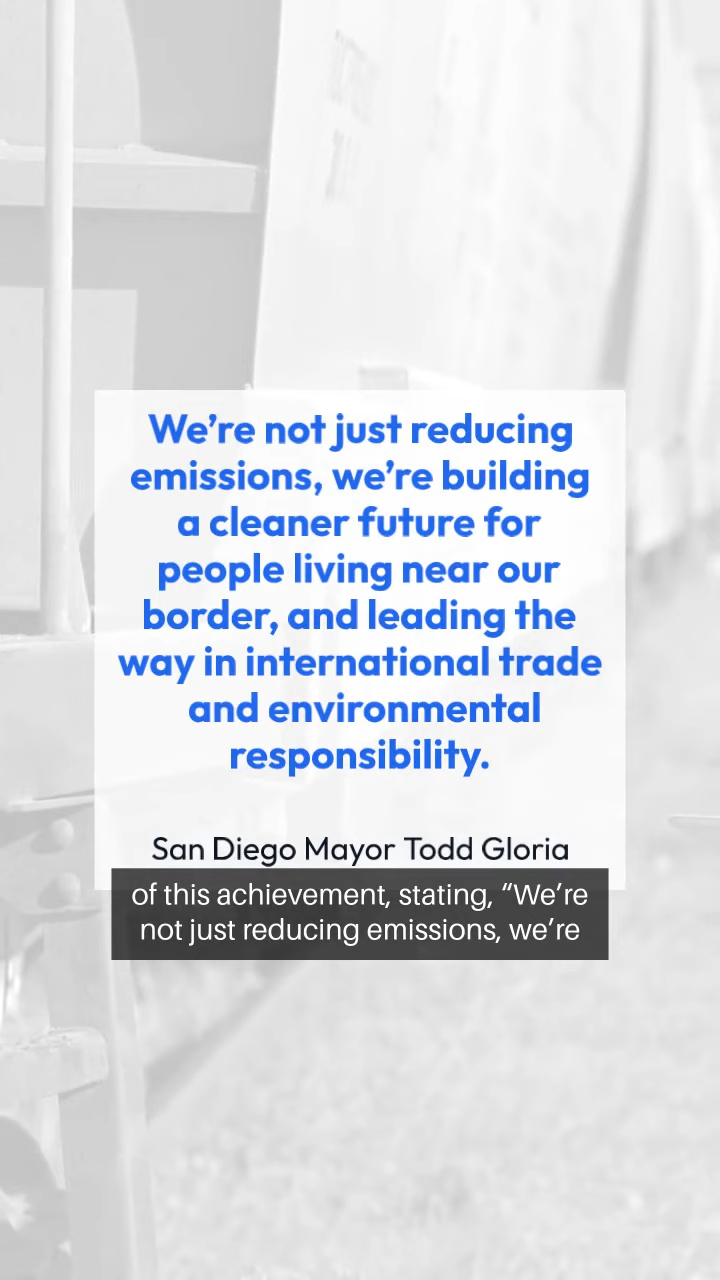 We’re not just reducing
emissions, we’re building
a cleaner future for
people living near our
border, and leading the
way in international trade
and environmental
responsibility.
San Diego Mayor Todd Gloria
of this achievement, stating, “We’re
not just reducing emissions, we’re